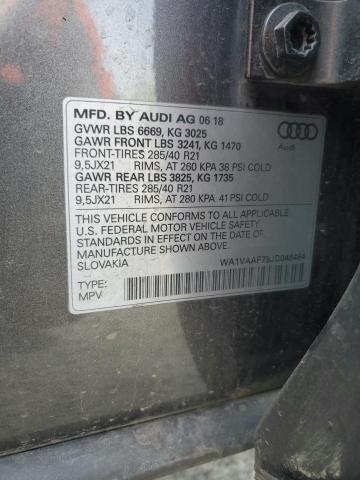 MFD. BY AUDI AG 06 18
GVWR LBS 6669, KG 3025
GAWR FRONT LBS 3241, KG 1470
FRONT-TIRES 285/40 R21
9,5JX21 RIMS, AT 260 KPA 38 PSI COLD
GAWR REAR LBS 3825, KG 1735
REAR-TIRES 285/40 R21
9,5JX21 RIMS, AT 280 KPA 41 PSI COLD
THIS VEHICLE CONFORMS TO ALL APPLICABLE
U.S. FEDERAL MOTOR VEHICLE SAFETY
STANDARDS IN EFFECT ON THE DATE OF
MANUFACTURE SHOWN ABOVE.
SLOVAKIA
TYPE:
MPV
Audi